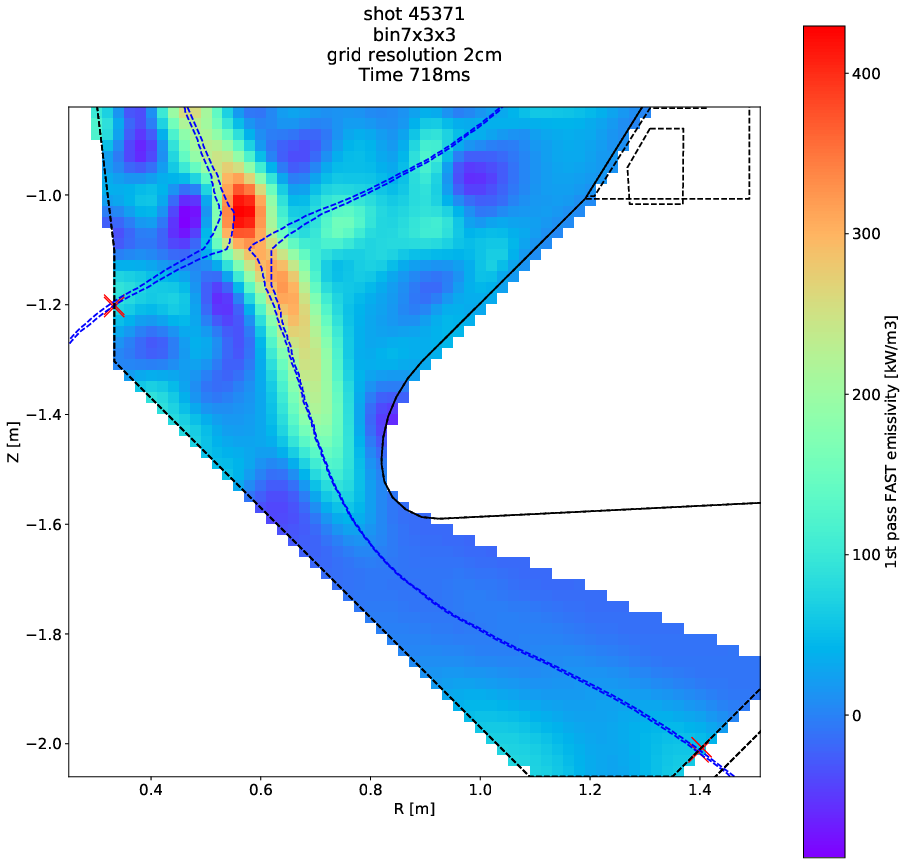 shot 45371
bin7x3x3
grid resolution 2cm
Time 718ms
−1.0
−1.2
−1.4
−1.6
−1.8
−2.0
Z [m]
0.4 0.6 0.8 1.0 1.2 1.4
R [m]
400
300
200
100
0
1st pass FAST emissivity [kW/m3]